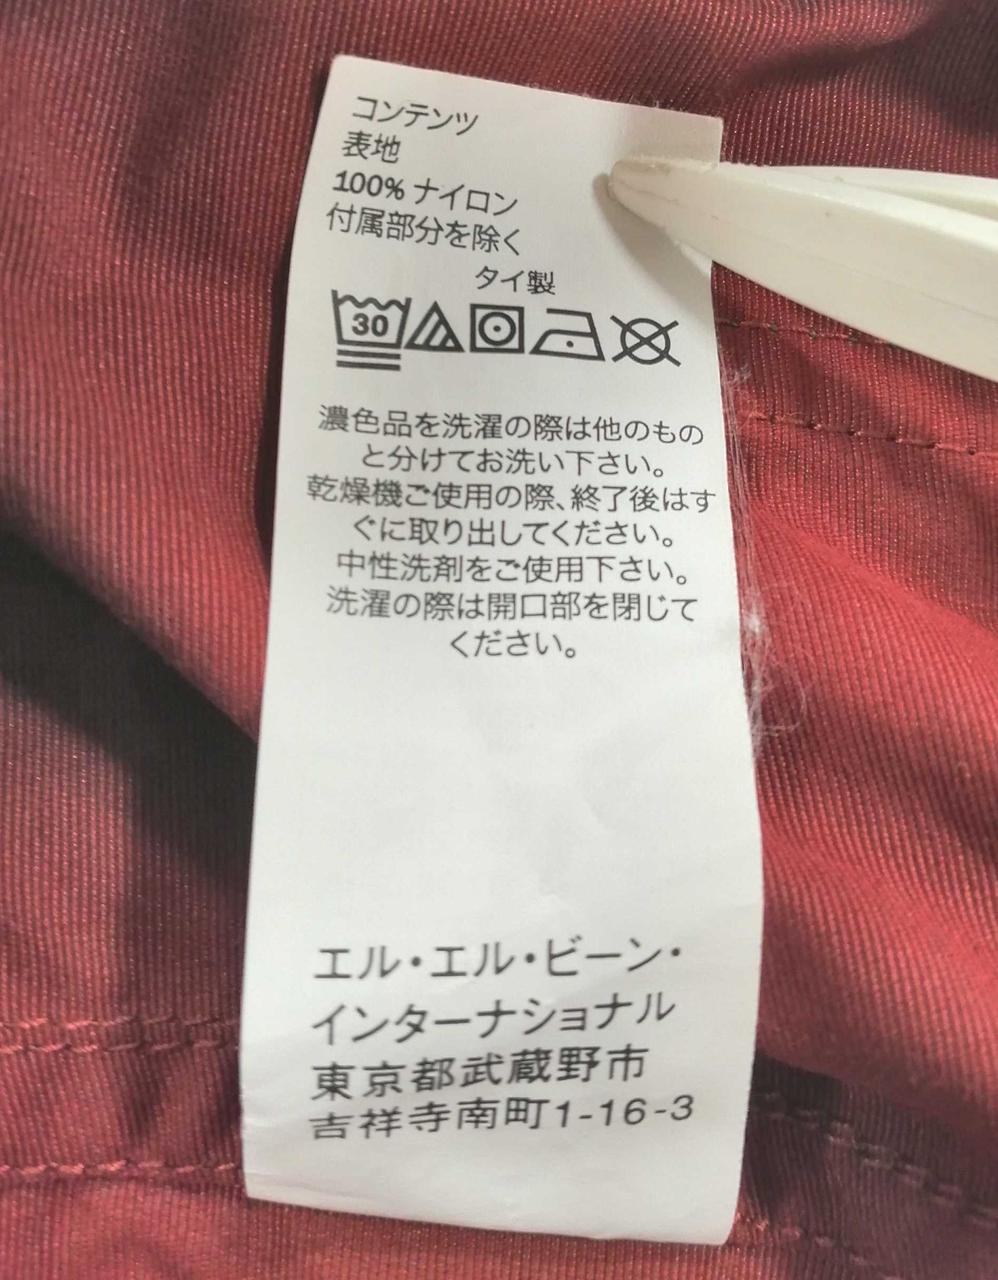 コンテンツ
表地
100% ナイロン
付属部分を除く
タイ製
30
濃色品を洗濯の際は他のもの
と分けてお洗い下さい。
乾燥機ご使用の際、終了後はす
ぐに取り出してください。
中性洗剤をご使用下さい。
洗濯の際は開口部を閉じて
ください。
エル・エル・ビーン・
インターナショナル
東京都武蔵野市
吉祥寺南町1-16-3